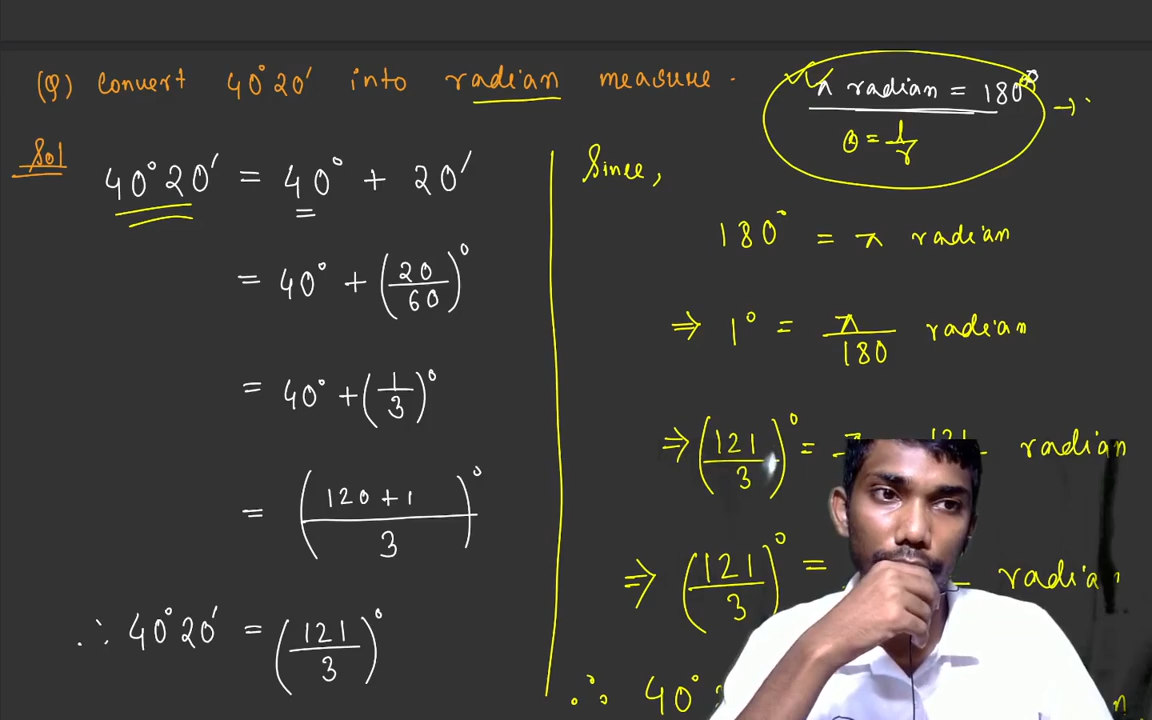 (Q) Convert 40°20′ into radian measure.
π radian = 180°
θ = l/r
Sol
40°20′ = 40° + 20′
= 40° + (20/60)°
= 40° + (1/3)°
= (120+1/3)°
∴ 40°20′ = (121/3)°
Since,
180° = π radian
⇒ 1° = π/180 radian
⇒ (121/3)° = radian
⇒ (121/3)° = radian
∴ 40°